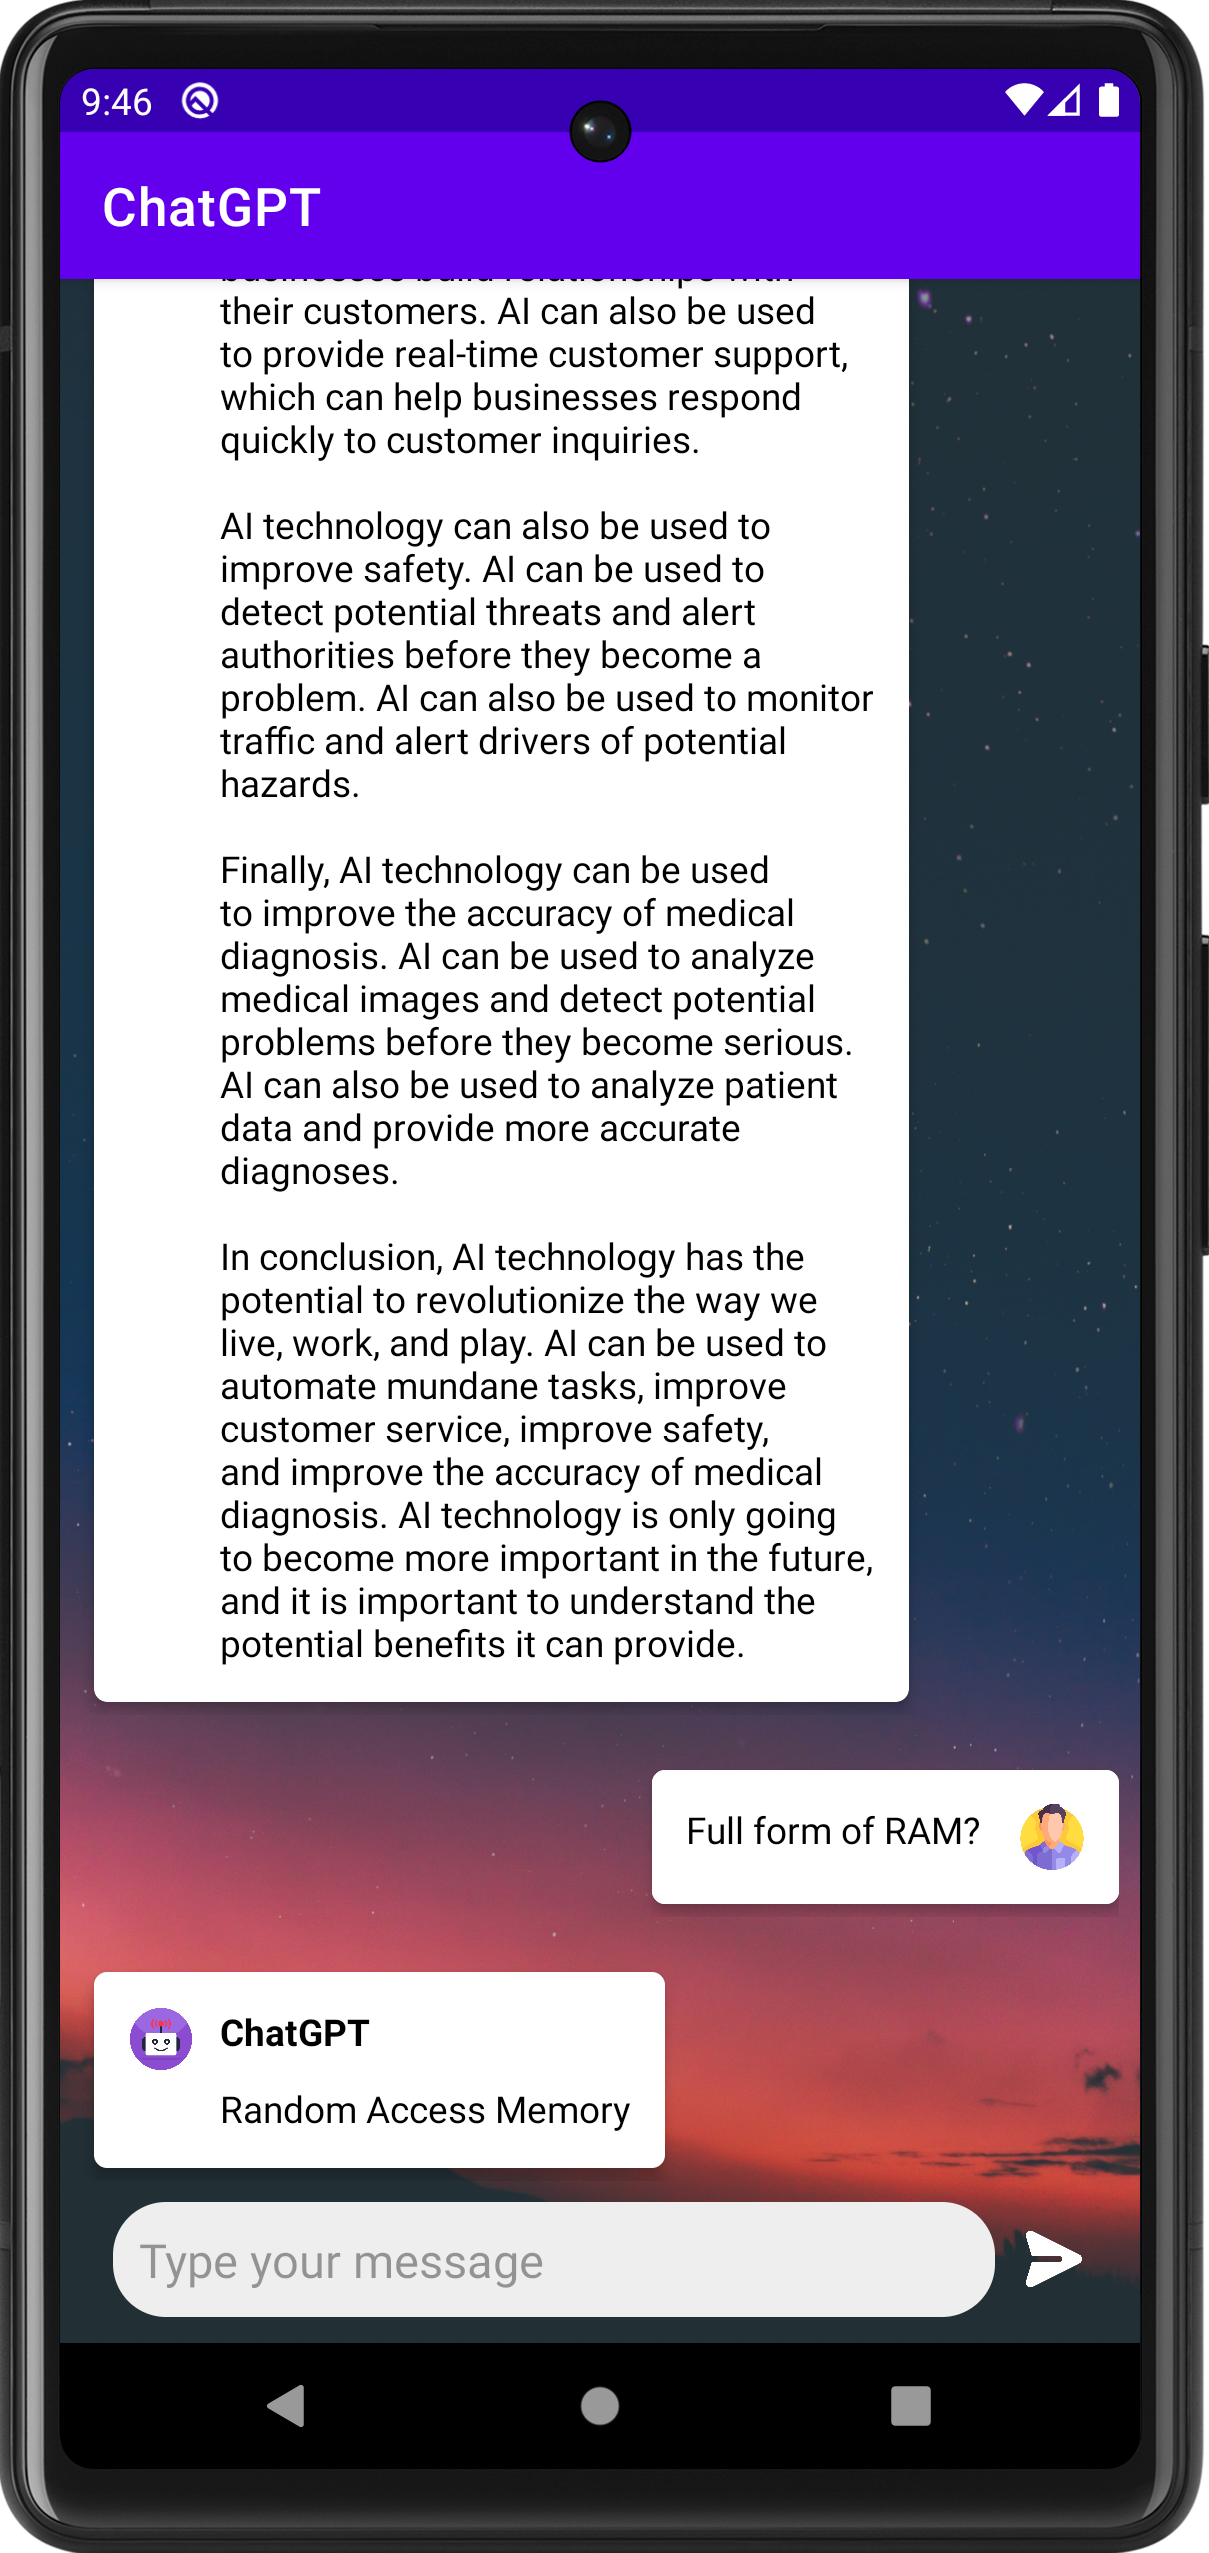 9:46
ChatGPT
businesses build relationships with
their customers. AI can also be used
to provide real-time customer support,
which can help businesses respond
quickly to customer inquiries.
AI technology can also be used to
improve safety. AI can be used to
detect potential threats and alert
authorities before they become a
problem. AI can also be used to monitor
traffic and alert drivers of potential
hazards.
Finally, AI technology can be used
to improve the accuracy of medical
diagnosis. AI can be used to analyze
medical images and detect potential
problems before they become serious.
AI can also be used to analyze patient
data and provide more accurate
diagnoses.
In conclusion, AI technology has the
potential to revolutionize the way we
live, work, and play. AI can be used to
automate mundane tasks, improve
customer service, improve safety,
and improve the accuracy of medical
diagnosis. AI technology is only going
to become more important in the future,
and it is important to understand the
potential benefits it can provide.
Full form of RAM?
ChatGPT
Random Access Memory
Type your message